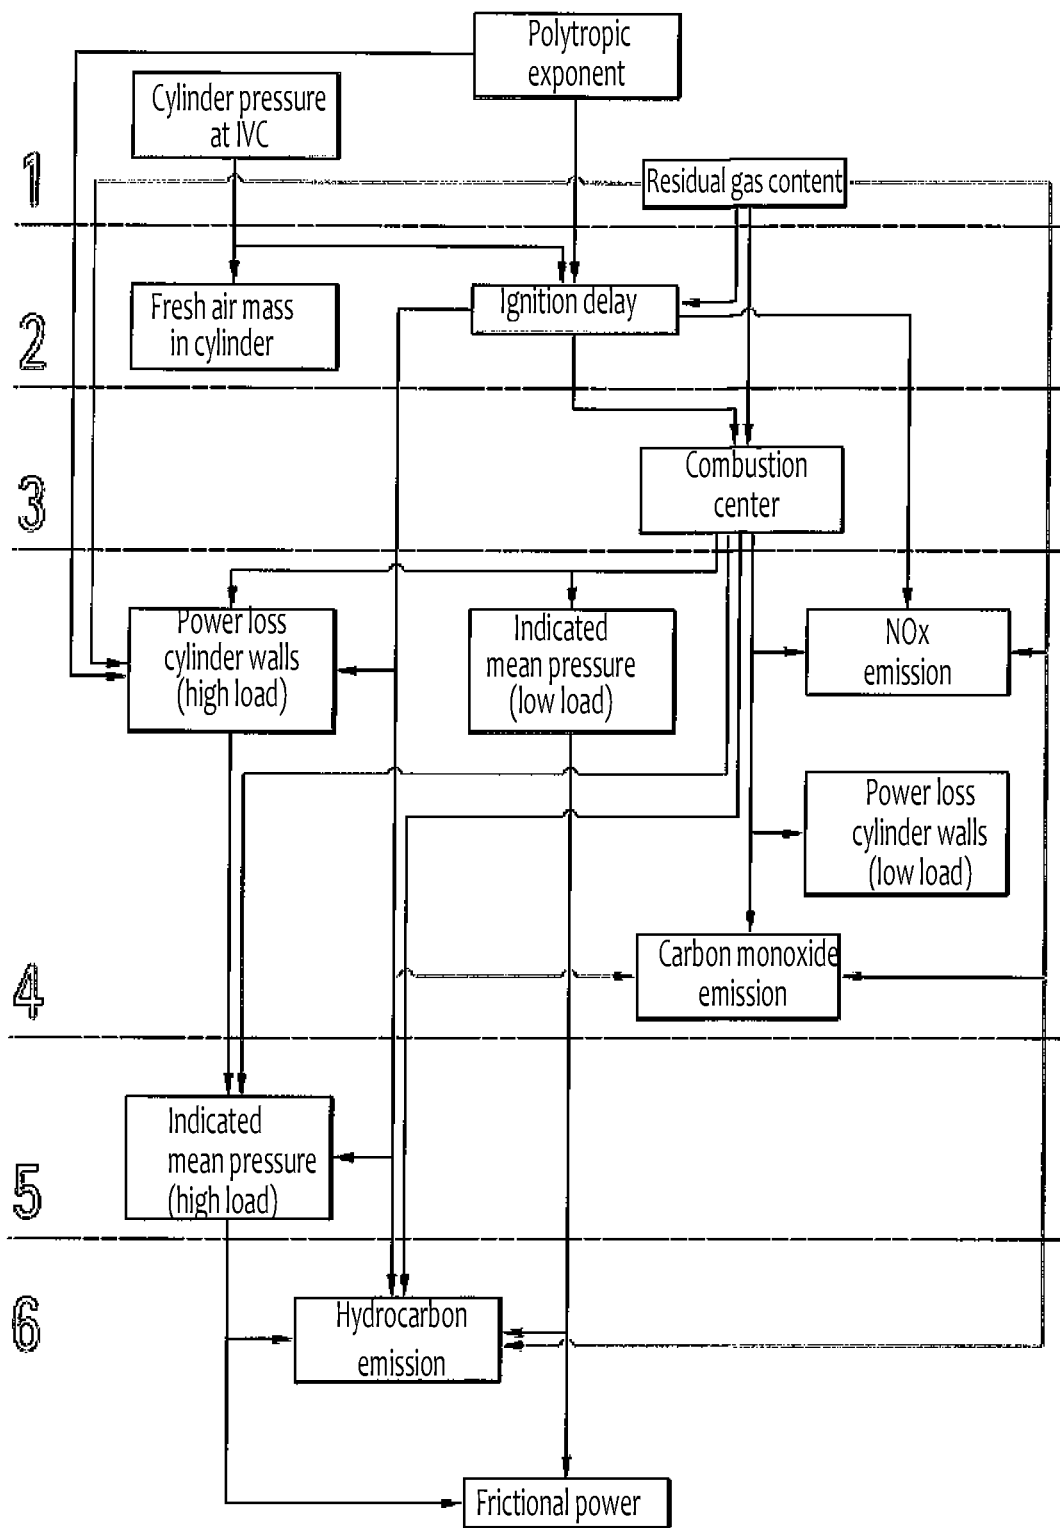 Polytropic
exponent
Cylinder pressure
at IVC
1
Residual gas content
Fresh air mass
in cylinder
Ignition delay
2
Combustion
center
3
Power loss
cylinder walls
(high load)
Indicated
mean pressure
(low load)
NOx
emission
Power loss
cylinder walls
(low load)
Carbon monoxide
emission
4
Indicated
mean pressure
(high load)
5
6
Hydrocarbon
emission
Frictional power